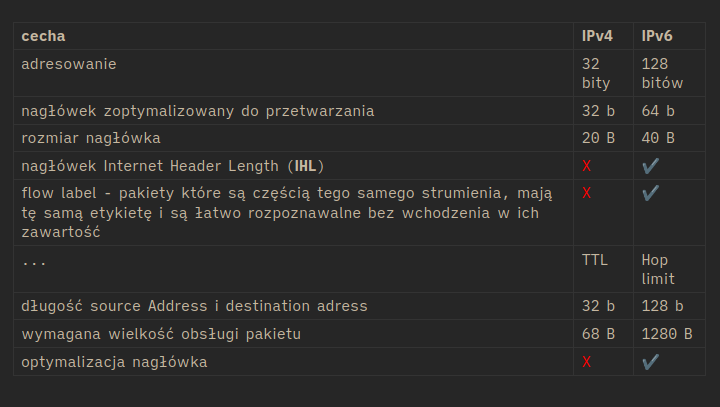 cecha IPv4 IPv6
adresowanie 32 128
bity bitów
nagłówek zoptymalizowany do przetwarzania 32 b 64 b
rozmiar nagłówka 20 B 40 B
nagłówek Internet Header Length (IHL) X ✔
flow label - pakiety które są częścią tego samego strumienia, mają X ✔
tę samą etykietę i są łatwo rozpoznawalne bez wchodzenia w ich
zawartość
... TTL Hop
limit
długość source Address i destination adress 32 b 128 b
wymagana wielkość obsługi pakietu 68 B 1280 B
optymalizacja nagłówka X ✔